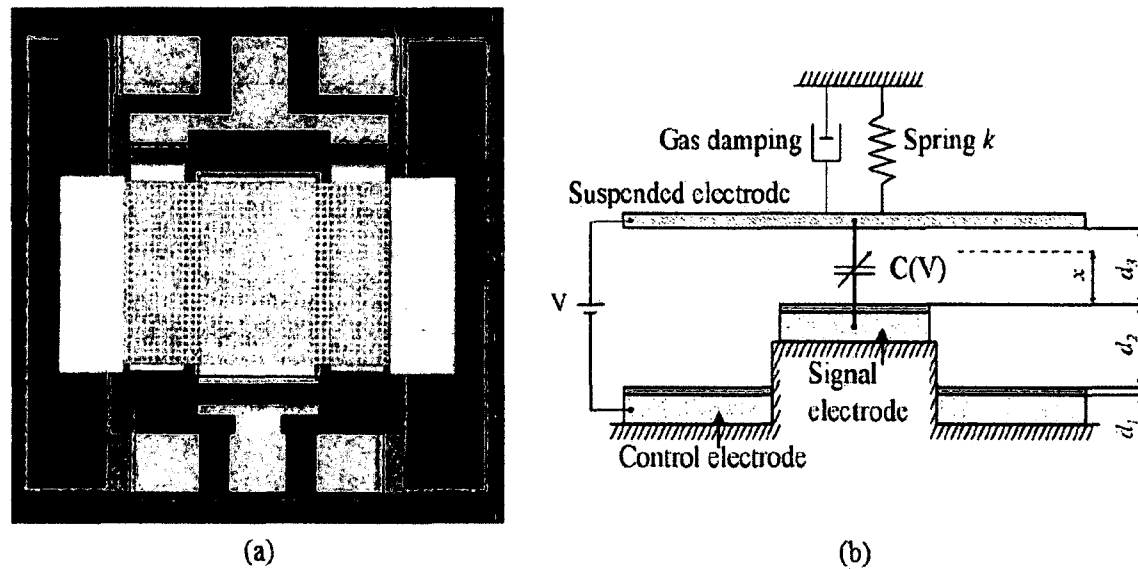 Gas damping
Spring k
Suspended electrode
V
C(V)
x
d₃
d₂
d₁
Signal
electrode
Control electrode
(a)
(b)